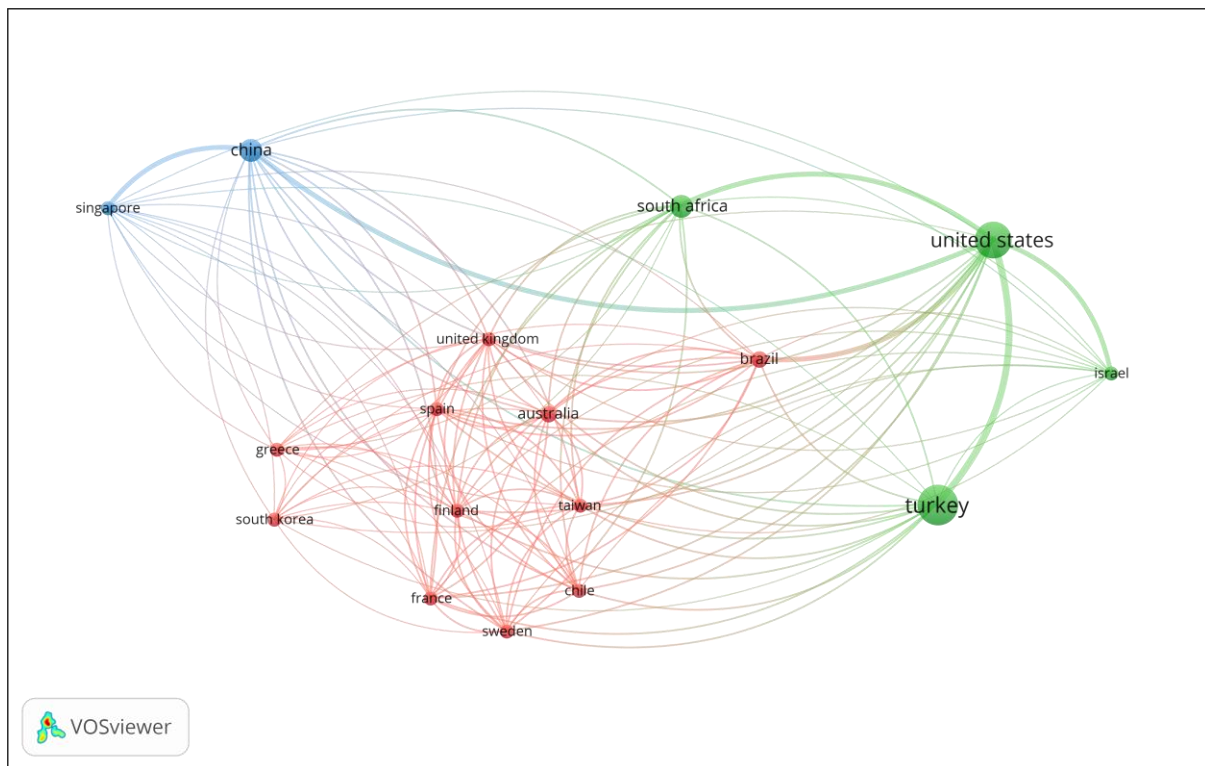 china
singapore
south africa
united states
united kingdom
brazil
israel
spain
australia
greece
turkey
taiwan
finland
south korea
chile
france
sweden
VOSviewer